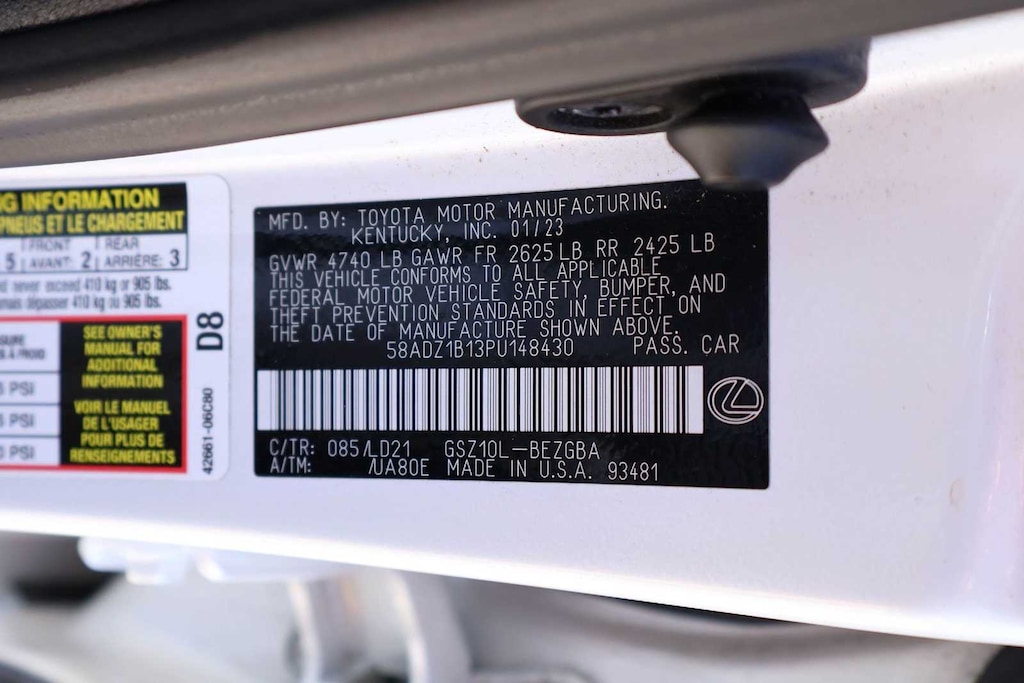 NG INFORMATION
PNEUS ET LE CHARGEMENT
5 FRONT AVANT: 2 REAR ARRIÈRE: 3
never exceed 410 kg or 905 lbs.
dépasser 410 kg ou 905 lbs.
SEE OWNER'S
MANUAL FOR
ADDITIONAL
INFORMATION
VOIR LE MANUEL
DE L'USAGER
POUR PLUS DE
RENSEIGNEMENTS
À FROID
PSI
PSI
PSI
D8
42661-06C80
MFD. BY: TOYOTA MOTOR MANUFACTURING.
KENTUCKY, INC. 01/23
GVWR 4740 LB GAWR FR 2625 LB RR 2425 LB
THIS VEHICLE CONFORMS TO ALL APPLICABLE
FEDERAL MOTOR VEHICLE SAFETY, BUMPER, AND
THEFT PREVENTION STANDARDS IN EFFECT ON
THE DATE OF MANUFACTURE SHOWN ABOVE.
58ADZ1B13PU148430 PASS. CAR
C/TR: 085/LD21 GSZ10L-BEZGBA
A/TM: /UA80E MADE IN U.S.A. 93481